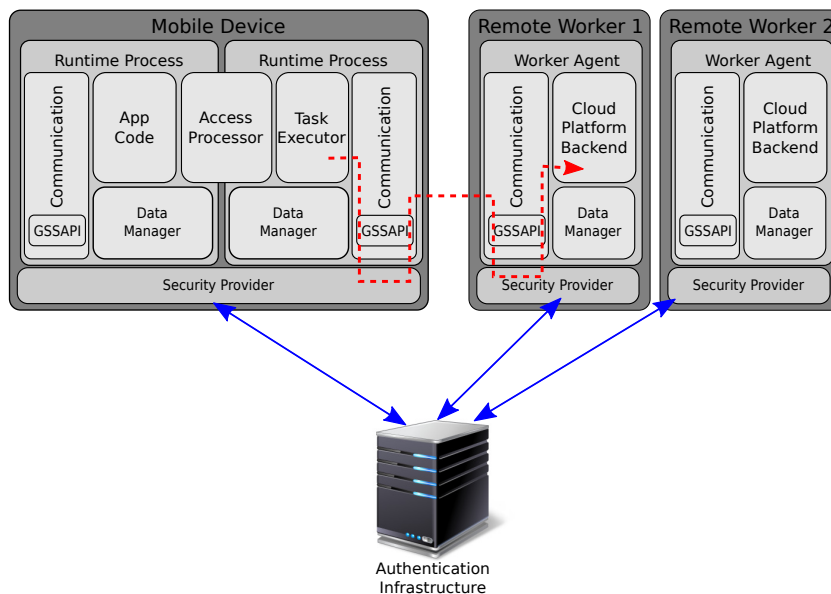 Mobile Device
Runtime Process
Runtime Process
Communication
GSSAPI
App
Code
Access
Processor
Task
Executor
Communication
GSSAPI
Data
Manager
Data
Manager
Security Provider
Remote Worker 1
Worker Agent
Communication
GSSAPI
Cloud
Platform
Backend
Data
Manager
Security Provider
Remote Worker 2
Worker Agent
Communication
GSSAPI
Cloud
Platform
Backend
Data
Manager
Security Provider
Authentication
Infrastructure